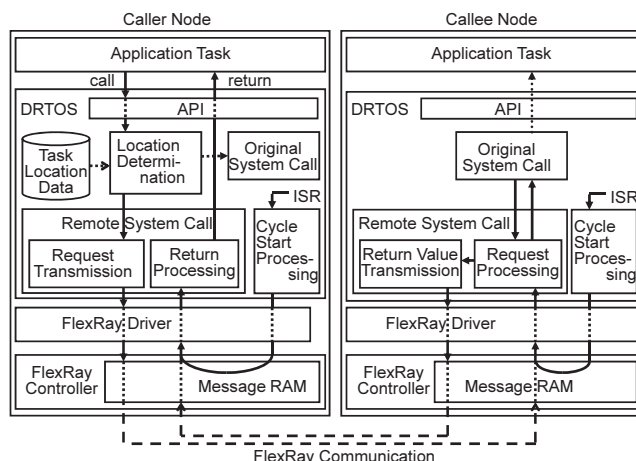 Caller Node
Application Task
call
return
DRTOS
API
Task
Location
Data
Location
Determi-
nation
Original
System Call
ISR
Remote System Call
Cycle
Start
Proces-
sing
Request
Transmission
Return
Processing
FlexRay Driver
FlexRay
Controller
Message RAM
Callee Node
Application Task
DRTOS
API
Original
System Call
ISR
Remote System Call
Cycle
Start
Proces-
sing
Return Value
Transmission
Request
Processing
FlexRay Driver
FlexRay
Controller
Message RAM
FlexRay Communication